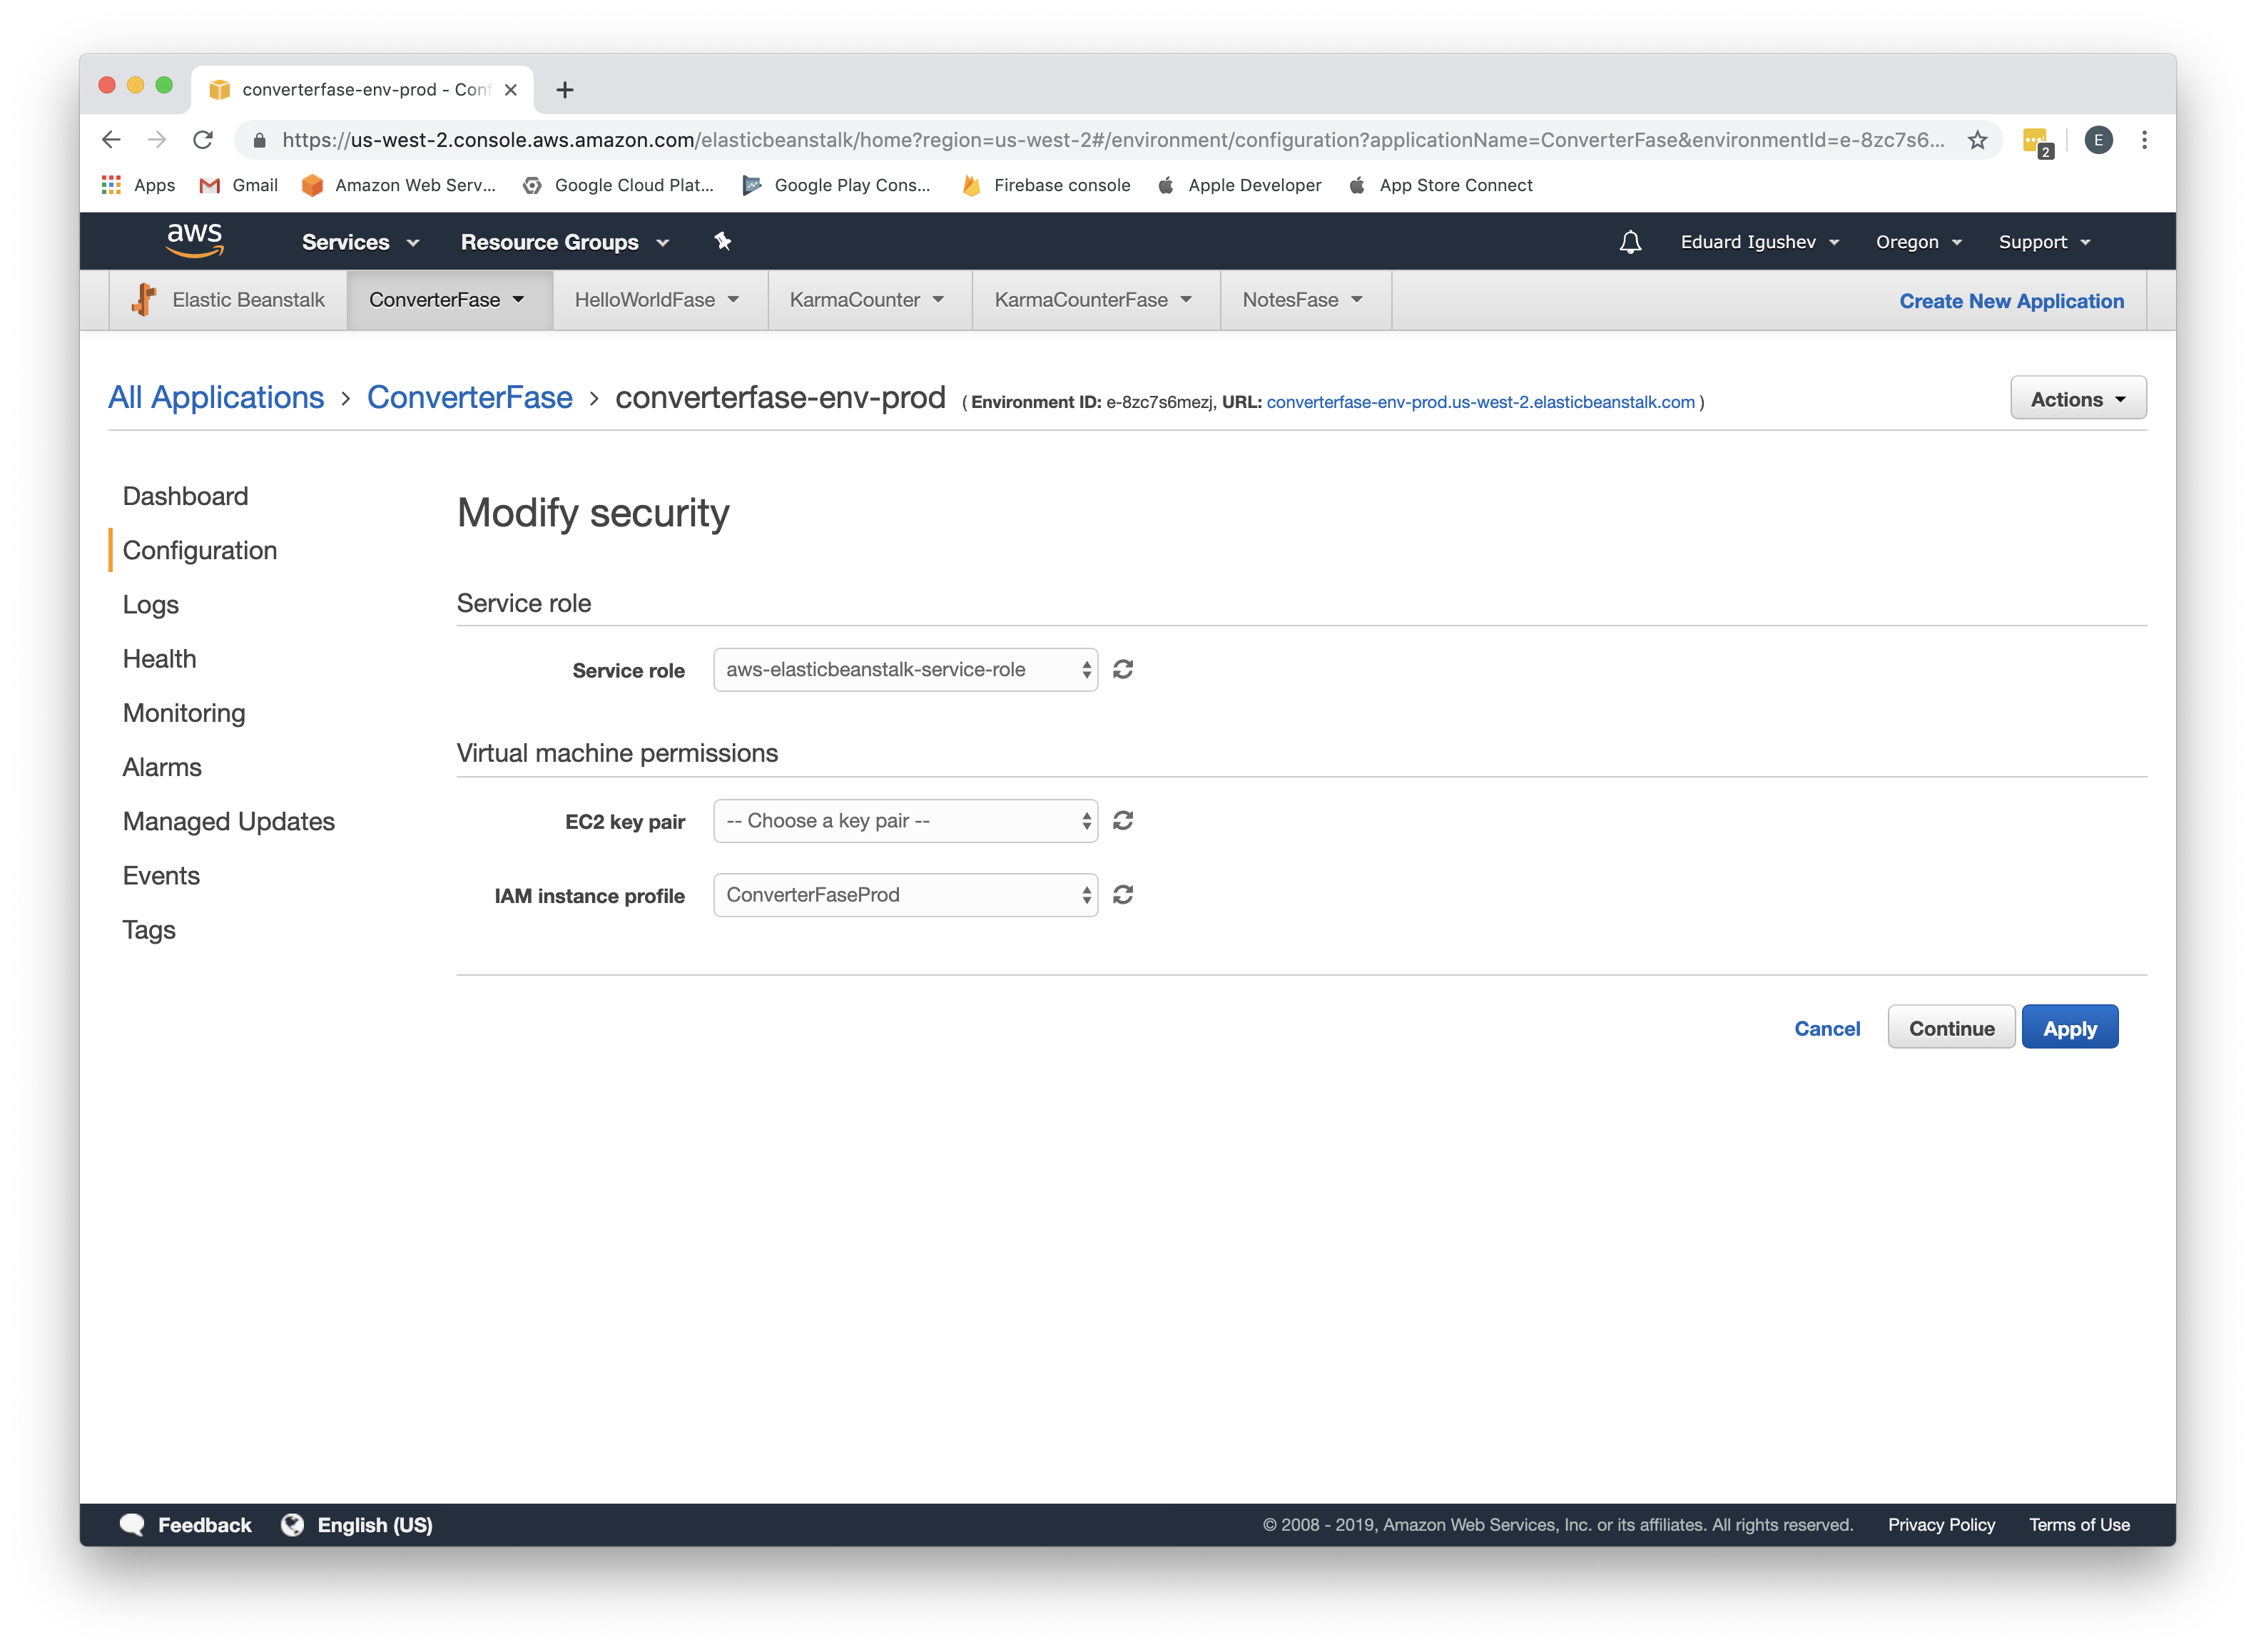 converterfase-env-prod - Con
https://us-west-2.console.aws.amazon.com/elasticbeanstalk/home?region=us-west-2#/environment/configuration?applicationName=ConverterFase&environmentId=e-8zc7s6...
2
E
Apps Gmail Amazon Web Serv... Google Cloud Plat... Google Play Cons... Firebase console Apple Developer App Store Connect
aws Services Resource Groups Eduard Igushev Oregon Support
Elastic Beanstalk ConverterFase HelloWorldFase KarmaCounter KarmaCounterFase NotesFase Create New Application
All Applications > ConverterFase > converterfase-env-prod ( Environment ID: e-8zc7s6mezj, URL: converterfase-env-prod.us-west-2.elasticbeanstalk.com ) Actions
Dashboard
Configuration
Logs
Health
Monitoring
Alarms
Managed Updates
Events
Tags
Modify security
Service role
Service role aws-elasticbeanstalk-service-role
Virtual machine permissions
EC2 key pair -- Choose a key pair --
IAM instance profile ConverterFaseProd
Cancel Continue Apply
Feedback English (US) © 2008 - 2019, Amazon Web Services, Inc. or its affiliates. All rights reserved. Privacy Policy Terms of Use